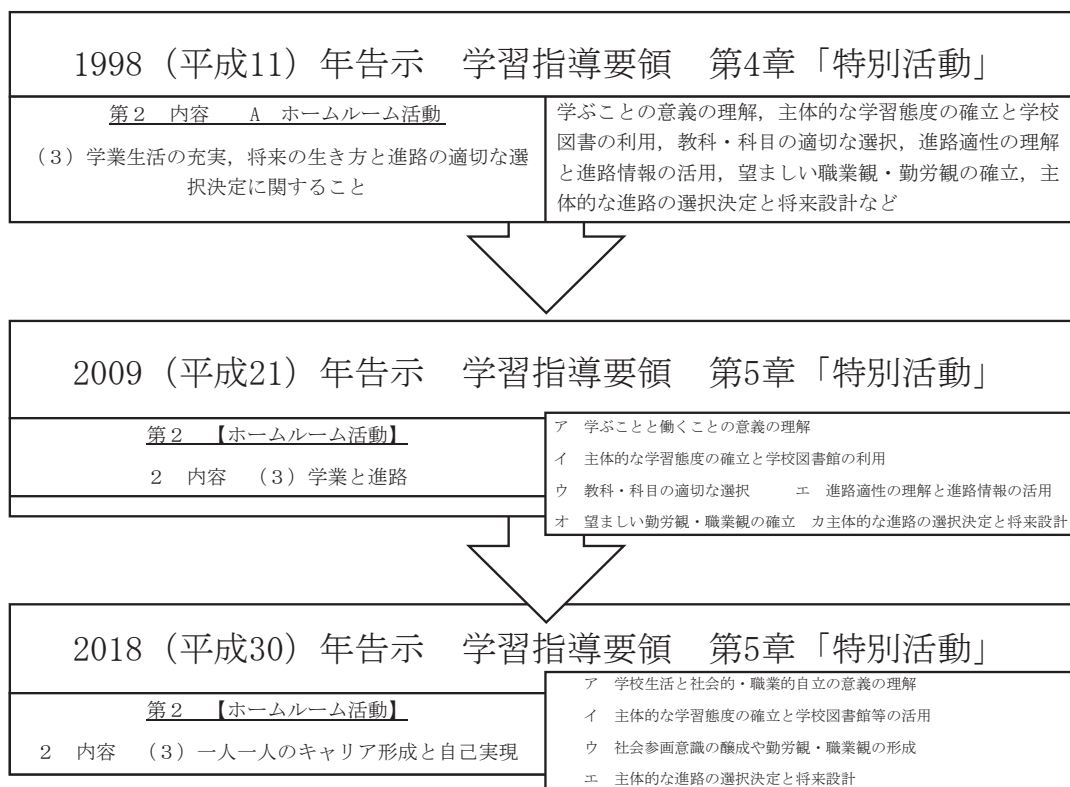 1998（平成11）年告示　学習指導要領　第4章「特別活動」
第２　内容　　A　ホームルーム活動
（３）学業生活の充実，将来の生き方と進路の適切な選
択決定に関すること
学ぶことの意義の理解，主体的な学習態度の確立と学校
図書の利用，教科・科目の適切な選択，進路適性の理解
と進路情報の活用，望ましい職業観・勤労観の確立，主
体的な進路の選択決定と将来設計など
2009（平成21）年告示　学習指導要領　第5章「特別活動」
第２　【ホームルーム活動】
２　内容　（３）学業と進路
ア　学ぶことと働くことの意義の理解
イ　主体的な学習態度の確立と学校図書館の利用
ウ　教科・科目の適切な選択　　エ　進路適性の理解と進路情報の活用
オ　望ましい勤労観・職業観の確立　カ主体的な進路の選択決定と将来設計
2018（平成30）年告示　学習指導要領　第5章「特別活動」
第２　【ホームルーム活動】
２　内容　（３）一人一人のキャリア形成と自己実現
ア　学校生活と社会的・職業的自立の意義の理解
イ　主体的な学習態度の確立と学校図書館等の活用
ウ　社会参画意識の醸成や勤労観・職業観の形成
エ　主体的な進路の選択決定と将来設計